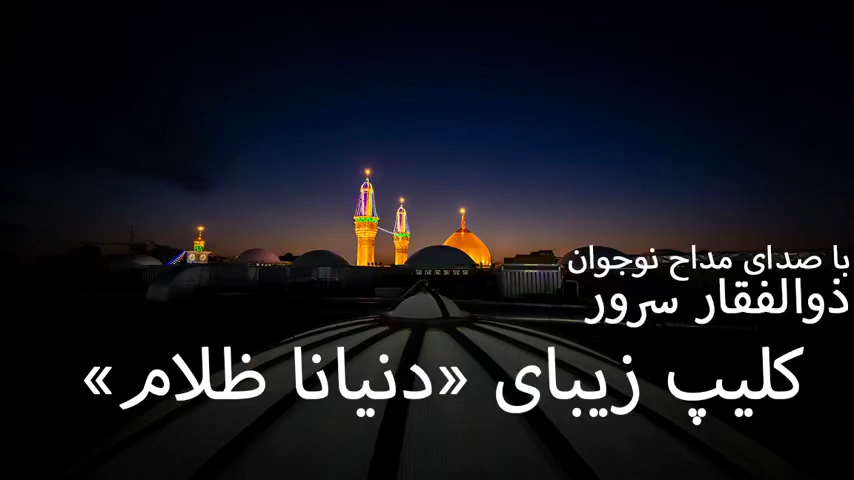 با صدای مداح نوجوان
ذوالفقار سرور
کلیپ زیبای «دنیانا ظلام»